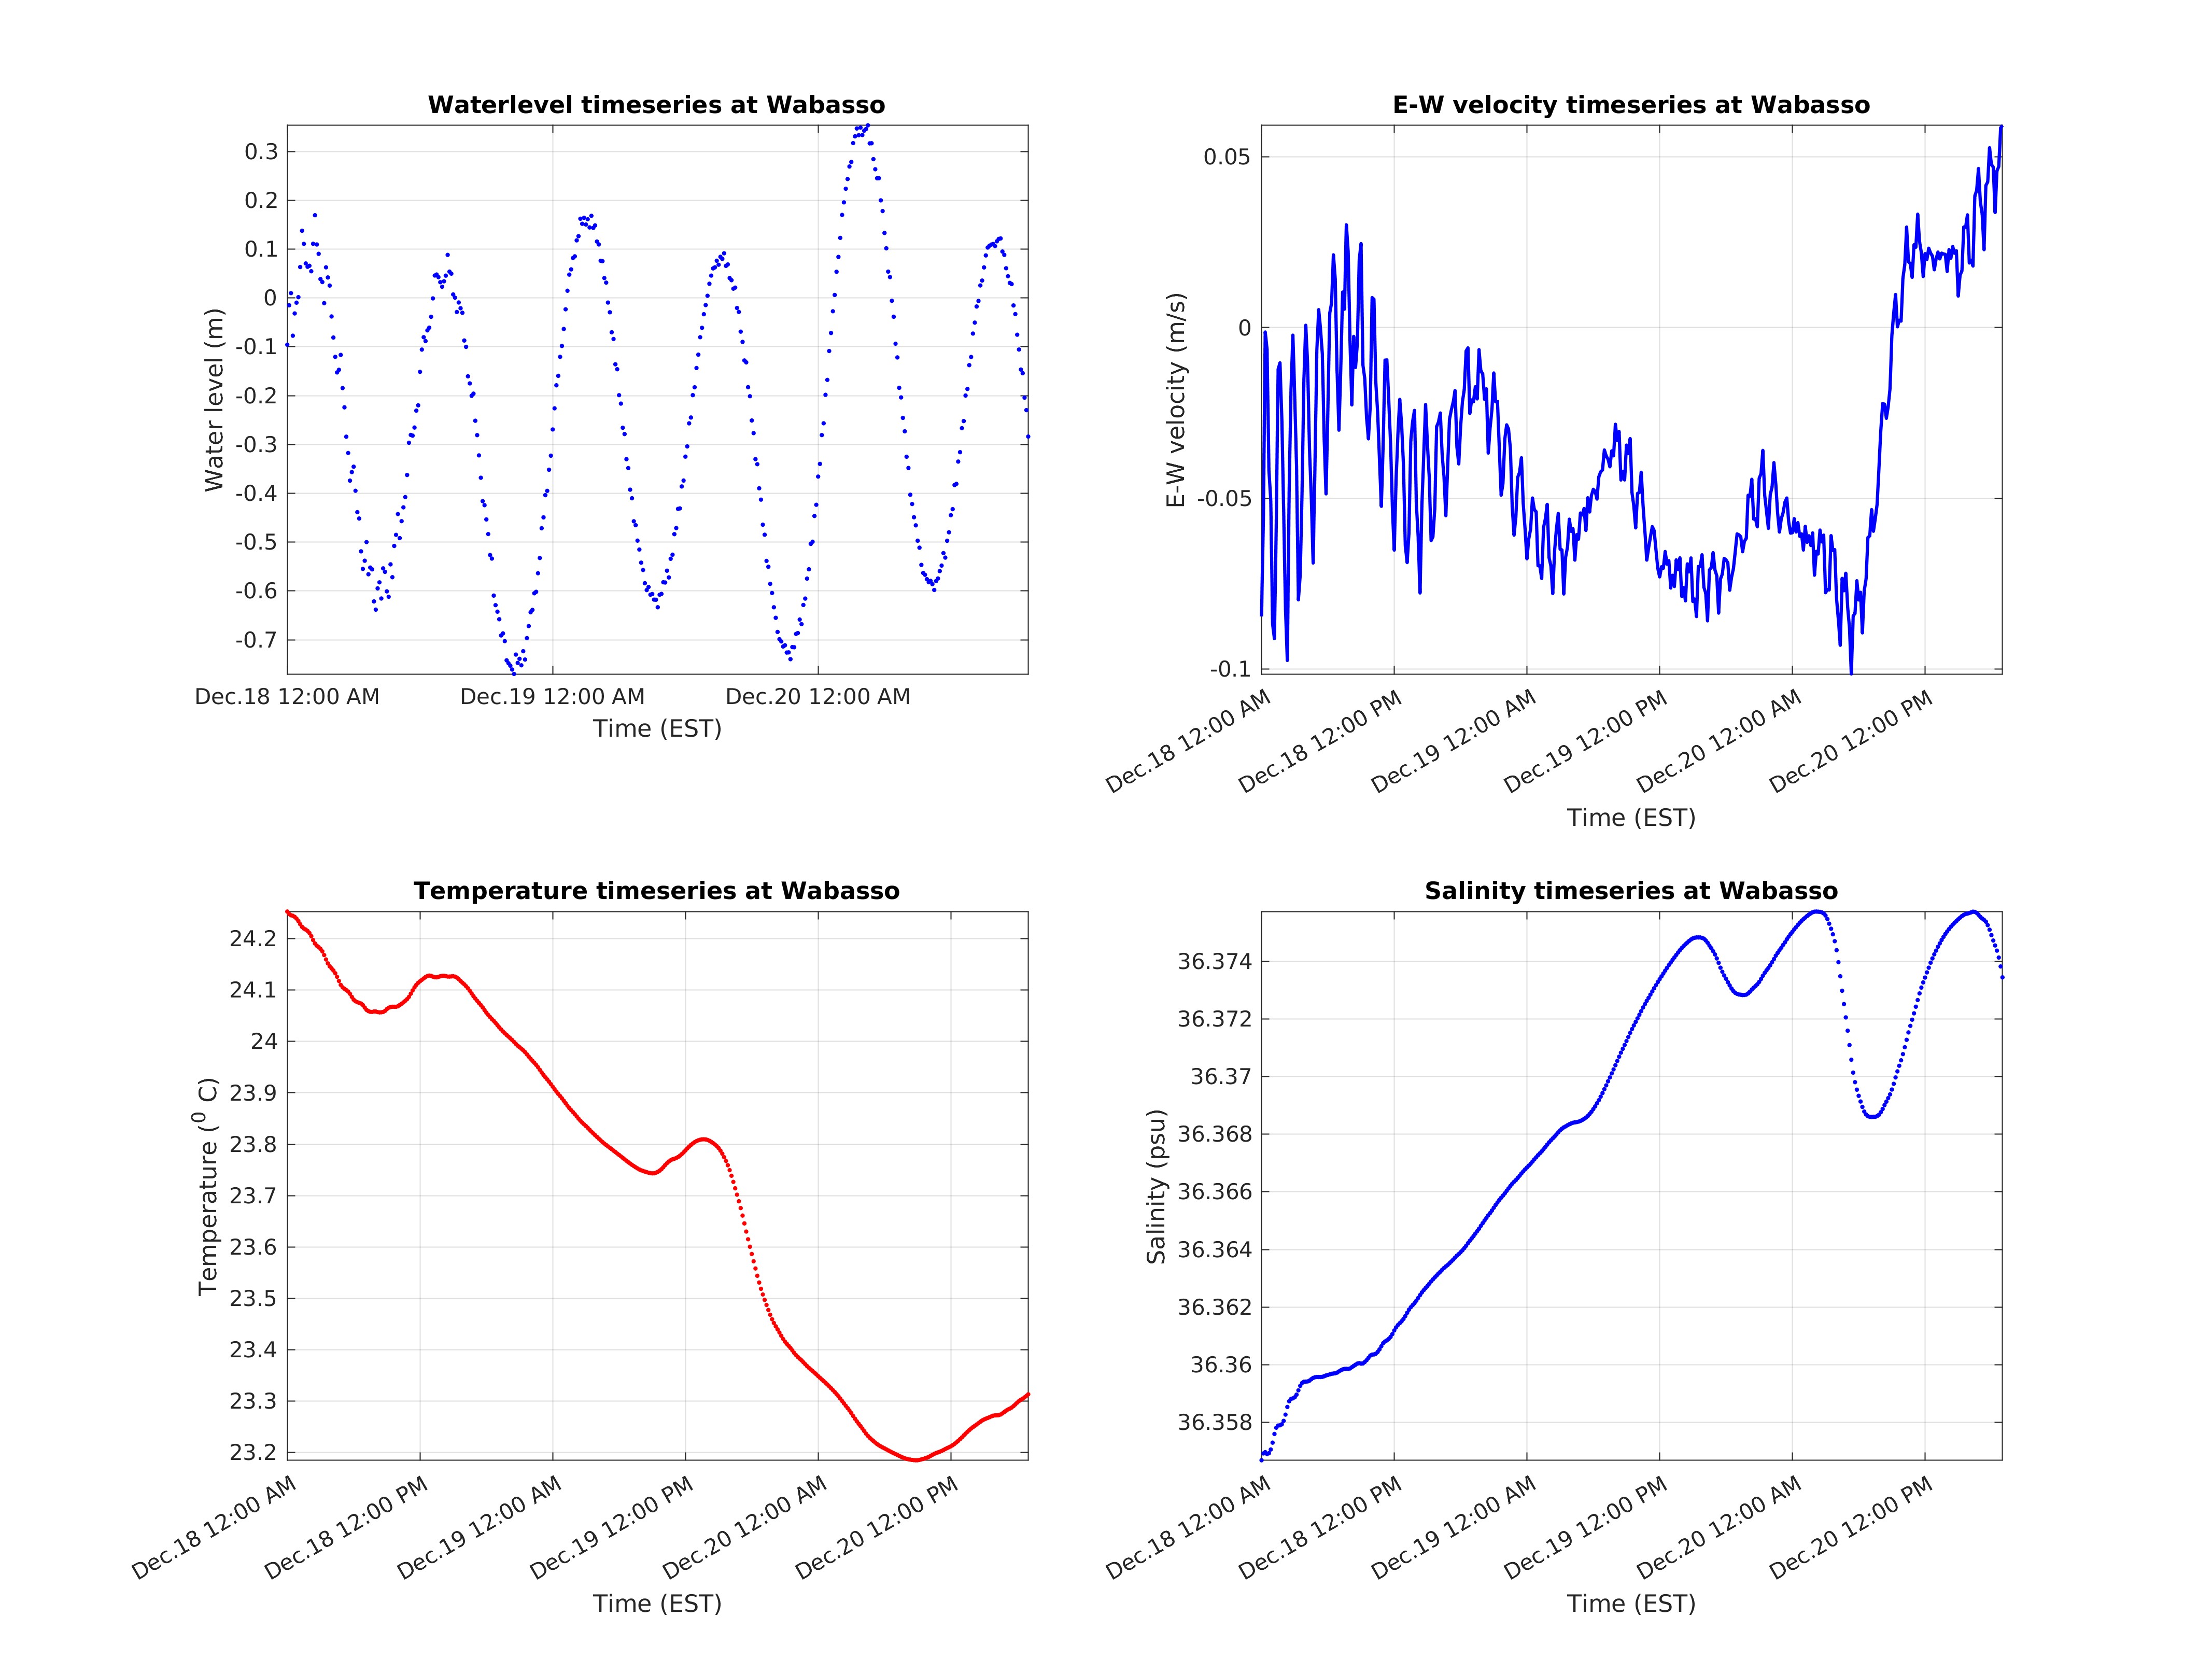 Waterlevel timeseries at Wabasso
0.3
0.2
0.1
0
-0.1
-0.2
-0.3
-0.4
-0.5
-0.6
-0.7
Water level (m)
Dec.18 12:00 AM
Dec.19 12:00 AM
Dec.20 12:00 AM
Time (EST)
E-W velocity timeseries at Wabasso
0.05
0
-0.05
-0.1
E-W velocity (m/s)
Dec.18 12:00 AM
Dec.18 12:00 PM
Dec.19 12:00 AM
Dec.19 12:00 PM
Dec.20 12:00 AM
Dec.20 12:00 PM
Time (EST)
Temperature timeseries at Wabasso
24.2
24.1
24
23.9
23.8
23.7
23.6
23.5
23.4
23.3
23.2
Temperature (⁰ C)
Dec.18 12:00 AM
Dec.18 12:00 PM
Dec.19 12:00 AM
Dec.19 12:00 PM
Dec.20 12:00 AM
Dec.20 12:00 PM
Time (EST)
Salinity timeseries at Wabasso
36.374
36.372
36.37
36.368
36.366
36.364
36.362
36.36
36.358
Salinity (psu)
Dec.18 12:00 AM
Dec.18 12:00 PM
Dec.19 12:00 AM
Dec.19 12:00 PM
Dec.20 12:00 AM
Dec.20 12:00 PM
Time (EST)